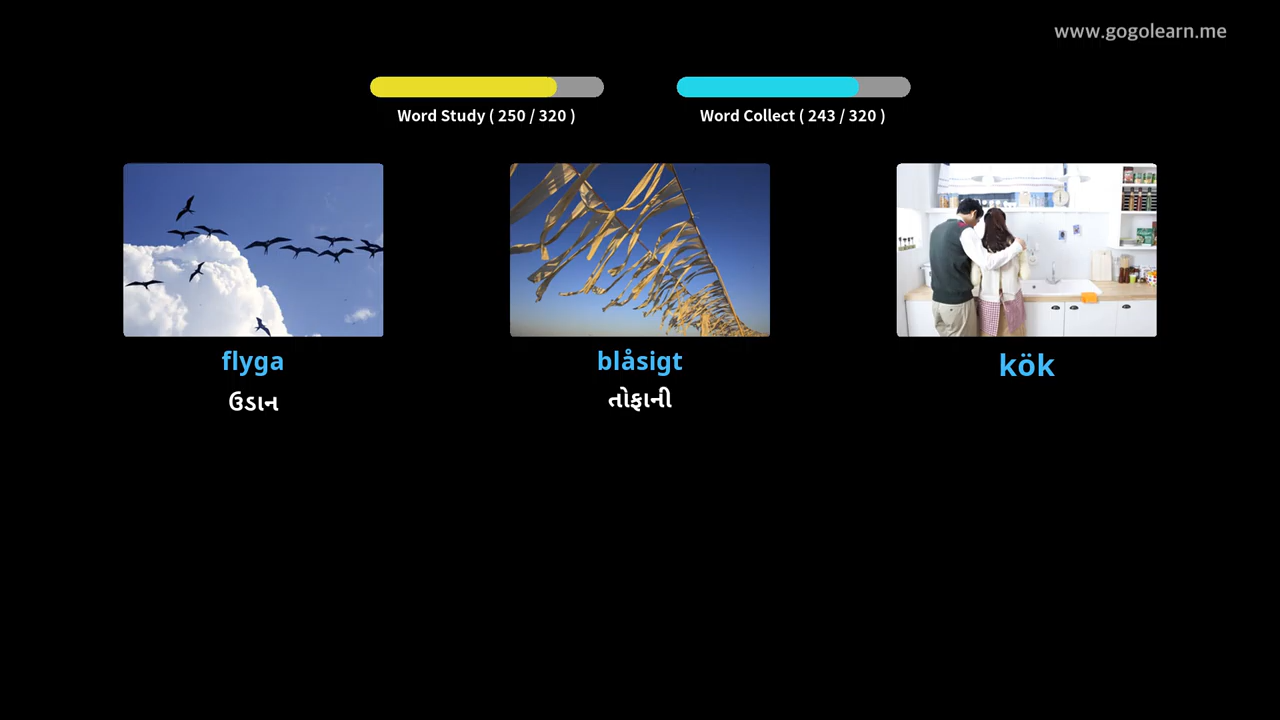 www.gogolearn.me
Word Study ( 250 / 320 )
Word Collect ( 243 / 320 )
flyga
ઉડાન
blåsigt
તોફાની
kök